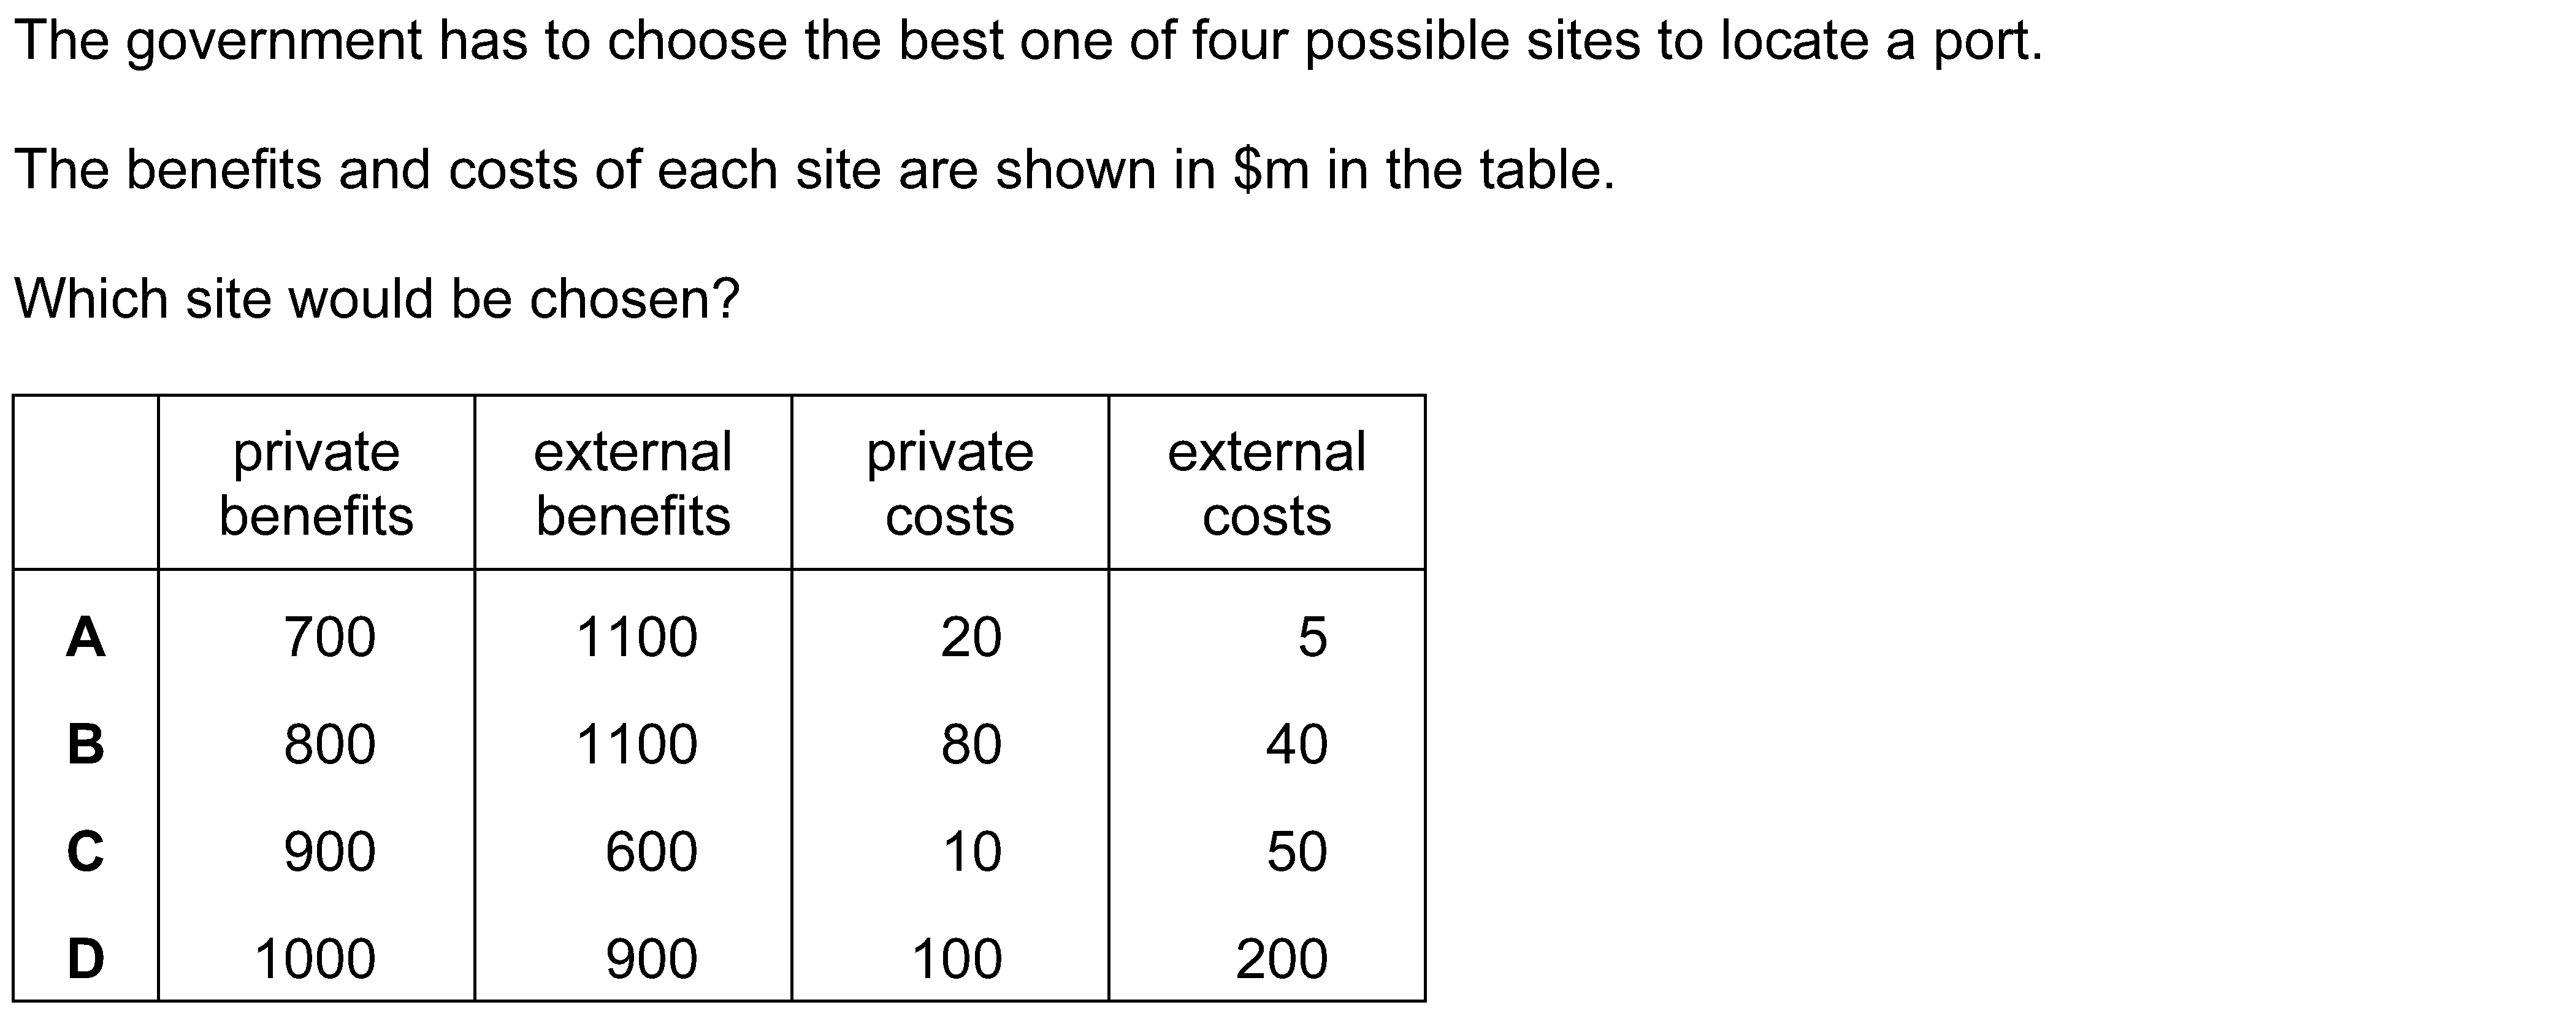 The government has to choose the best one of four possible sites to locate a port.
The benefits and costs of each site are shown in $m in the table.
Which site would be chosen?
private benefits external benefits private costs external costs
A 700 1100 20 5
B 800 1100 80 40
C 900 600 10 50
D 1000 900 100 200